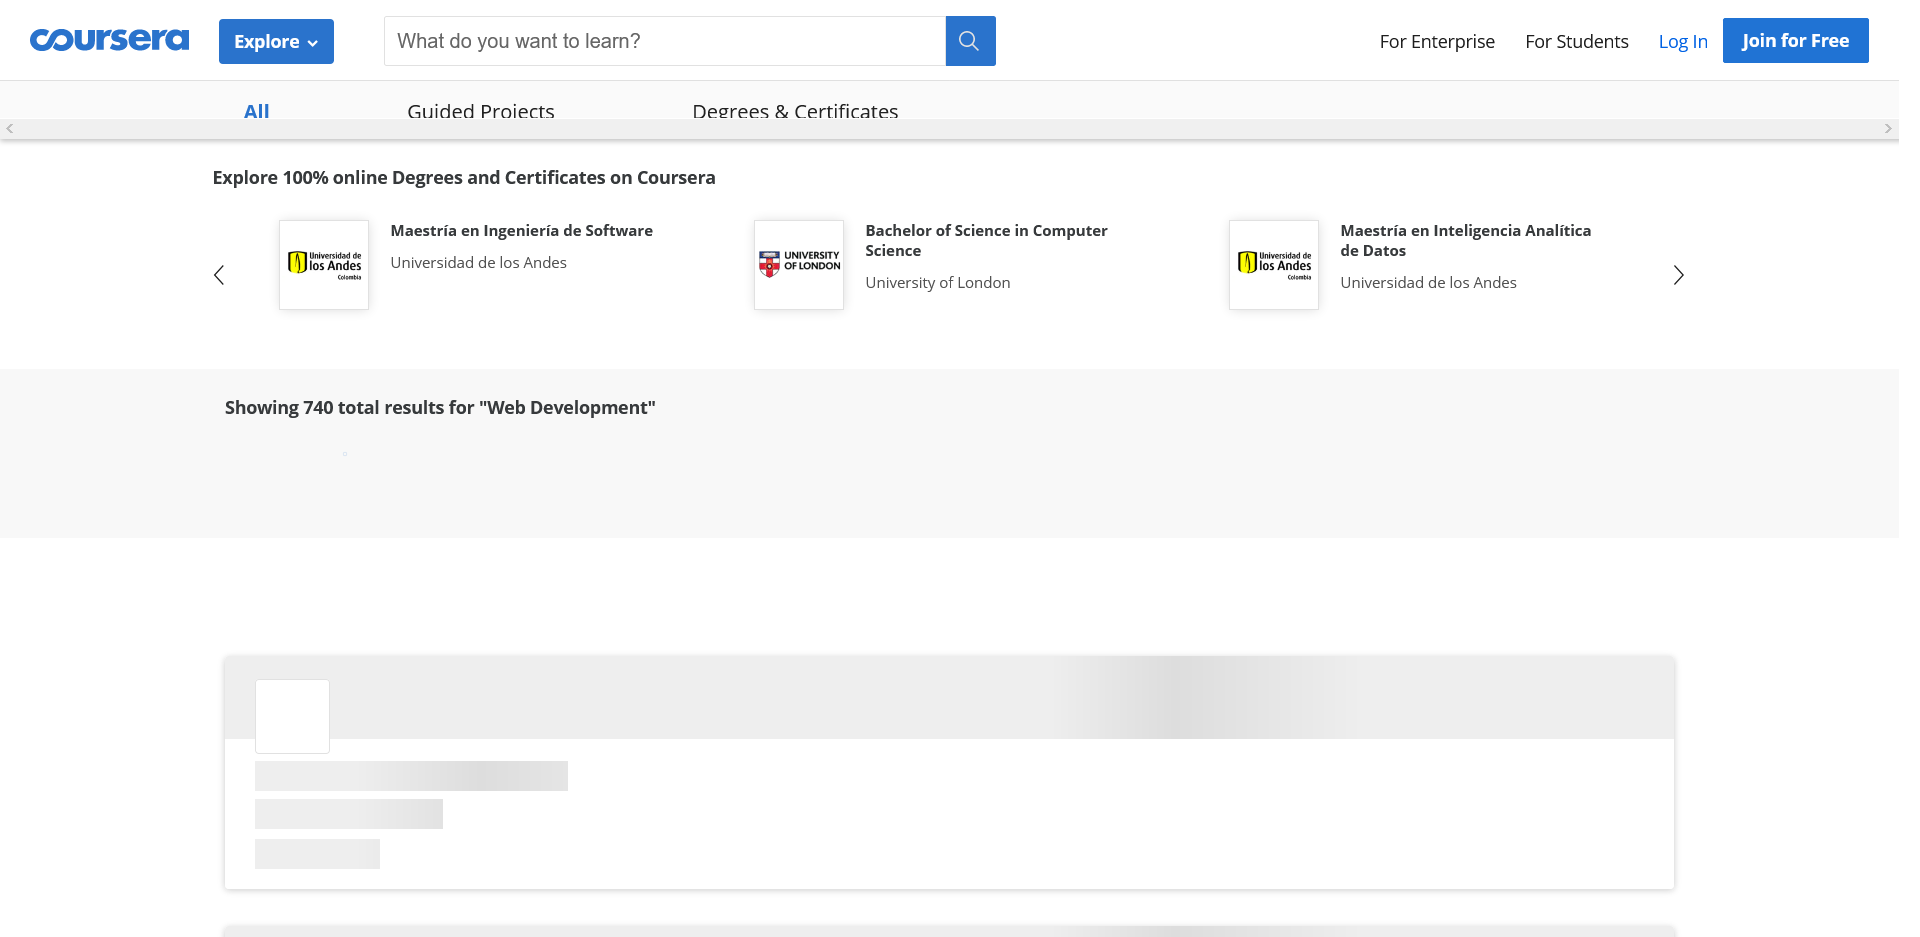 coursera
Explore
What do you want to learn?
For Enterprise
For Students
Log In
Join for Free
All
Guided Projects
Degrees & Certificates
Explore 100% online Degrees and Certificates on Coursera
Universidad de
los Andes
Colombia
Maestría en Ingeniería de Software
Universidad de los Andes
UNIVERSITY
OF LONDON
Bachelor of Science in Computer
Science
University of London
Universidad de
los Andes
Colombia
Maestría en Inteligencia Analítica
de Datos
Universidad de los Andes
Showing 740 total results for "Web Development"